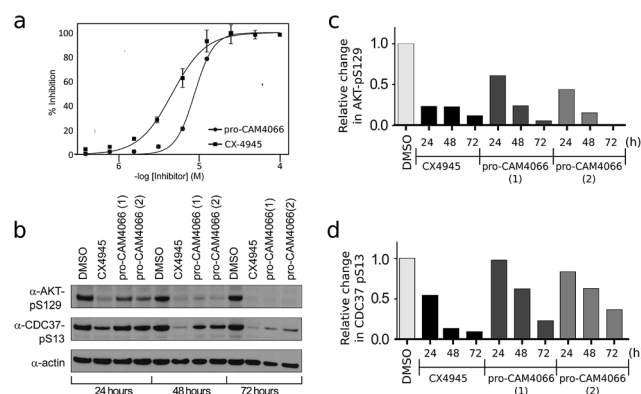 a
100
80
60
40
20
0
% Inhibition
pro-CAM4066
CX-4945
6
5
4
-log [Inhibitor] (M)
b
DMSO
CX4945
pro-CAM4066 (1)
pro-CAM4066 (2)
DMSO
CX4945
pro-CAM4066 (1)
pro-CAM4066 (2)
DMSO
CX4945
pro-CAM4066(1)
pro-CAM4066(2)
α-AKT-
pS129
α-CDC37-
pS13
α-actin
24 hours
48 hours
72 hours
c
Relative change
in AKT-pS129
1.0
0.5
0.0
DMSO
24 48 72 24 48 72 24 48 72 (h)
CX4945
pro-CAM4066
(1)
pro-CAM4066
(2)
d
Relative change
in CDC37 pS13
1.0
0.5
0.0
DMSO
24 48 72 24 48 72 24 48 72 (h
CX4945
pro-CAM4066
(1)
pro-CAM4066
(2)